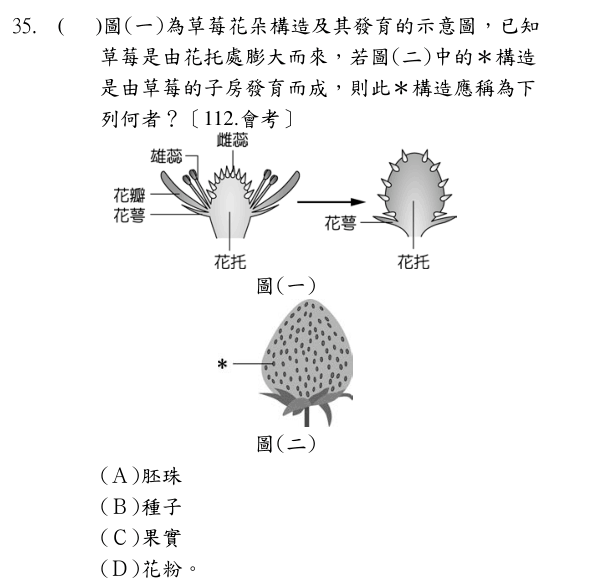 35. (　)圖(一)為草莓花朵構造及其發育的示意圖，已知
草莓是由花托處膨大而來，若圖(二)中的＊構造
是由草莓的子房發育而成，則此＊構造應稱為下
列何者？〔112.會考〕
雌蕊
雄蕊
花瓣
花萼
花托
花萼
花托
圖(一)
＊
圖(二)
(A)胚珠
(B)種子
(C)果實
(D)花粉。